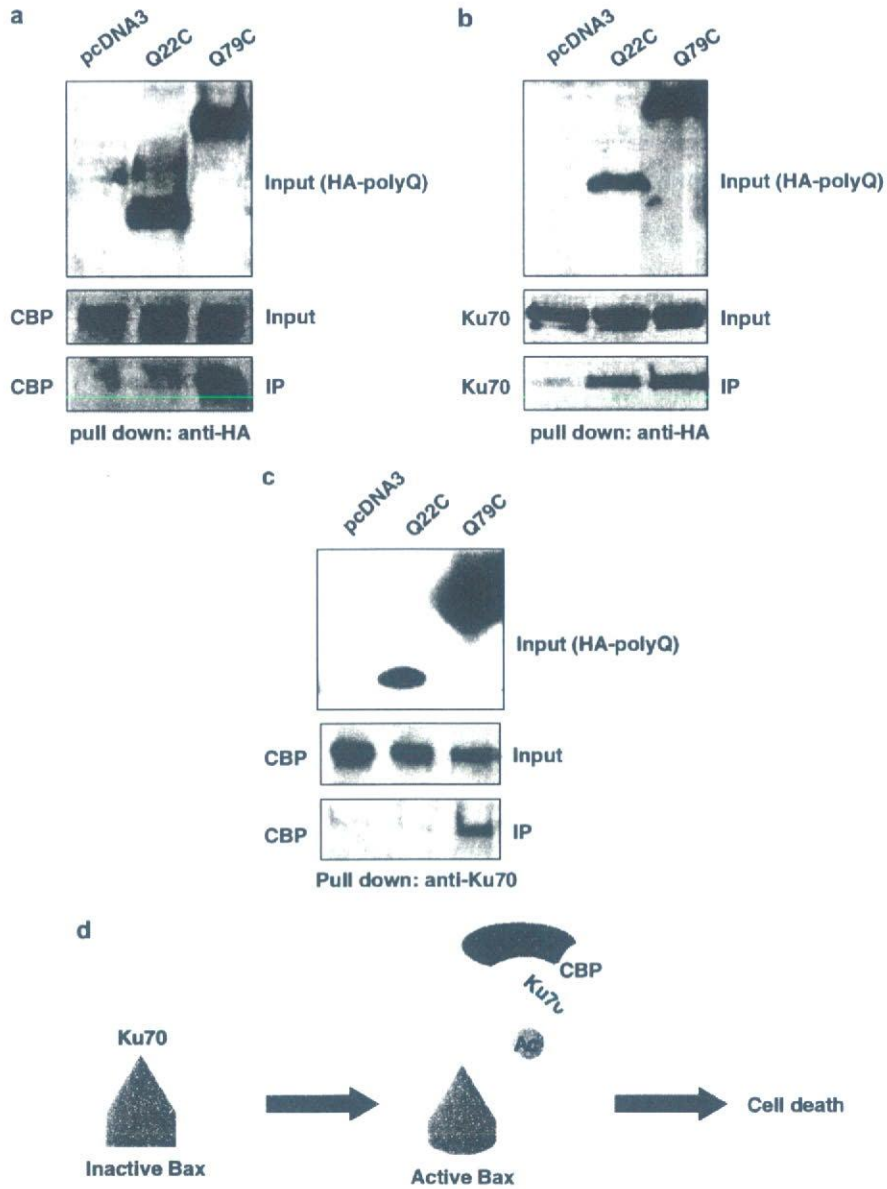 a
pcDNA3 Q22C Q79C
Input (HA-polyQ)
CBP Input
CBP IP
pull down: anti-HA
b
pcDNA3 Q22C Q79C
Input (HA-polyQ)
Ku70 Input
Ku70 IP
pull down: anti-HA
c
pcDNA3 Q22C Q79C
Input (HA-polyQ)
CBP Input
CBP IP
Pull down: anti-Ku70
d
Ku70
Inactive Bax
CBP
Active Bax
Cell death